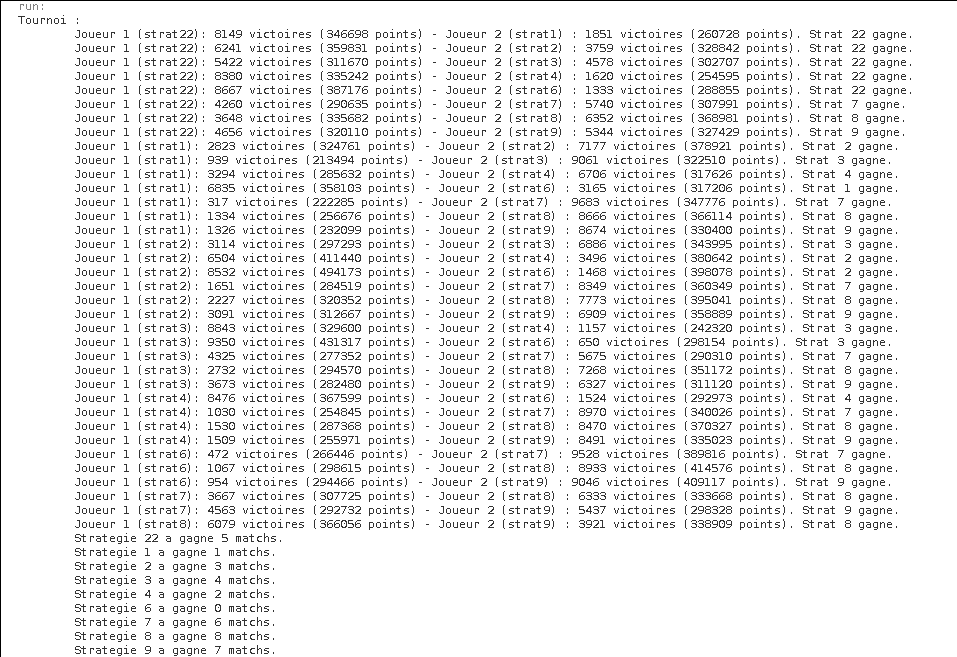 run:
Tournoi :
Joueur 1 (strat22): 8149 victoires (346698 points) - Joueur 2 (strat1) : 1851 victoires (260728 points). Strat 22 gagne.
Joueur 1 (strat22): 6241 victoires (359831 points) - Joueur 2 (strat2) : 3759 victoires (328842 points). Strat 22 gagne.
Joueur 1 (strat22): 5422 victoires (311670 points) - Joueur 2 (strat3) : 4578 victoires (302707 points). Strat 22 gagne.
Joueur 1 (strat22): 8380 victoires (335242 points) - Joueur 2 (strat4) : 1620 victoires (254595 points). Strat 22 gagne.
Joueur 1 (strat22): 8667 victoires (387176 points) - Joueur 2 (strat6) : 1333 victoires (288855 points). Strat 22 gagne.
Joueur 1 (strat22): 4260 victoires (290635 points) - Joueur 2 (strat7) : 5740 victoires (307991 points). Strat 7 gagne.
Joueur 1 (strat22): 3648 victoires (335682 points) - Joueur 2 (strat8) : 6352 victoires (368981 points). Strat 8 gagne.
Joueur 1 (strat22): 4656 victoires (320110 points) - Joueur 2 (strat9) : 5344 victoires (327429 points). Strat 9 gagne.
Joueur 1 (strat1): 2823 victoires (324761 points) - Joueur 2 (strat2) : 7177 victoires (378921 points). Strat 2 gagne.
Joueur 1 (strat1): 939 victoires (213494 points) - Joueur 2 (strat3) : 9061 victoires (322510 points). Strat 3 gagne.
Joueur 1 (strat1): 3294 victoires (285632 points) - Joueur 2 (strat4) : 6706 victoires (317626 points). Strat 4 gagne.
Joueur 1 (strat1): 6835 victoires (358103 points) - Joueur 2 (strat6) : 3165 victoires (317206 points). Strat 1 gagne.
Joueur 1 (strat1): 317 victoires (222285 points) - Joueur 2 (strat7) : 9683 victoires (347776 points). Strat 7 gagne.
Joueur 1 (strat1): 1334 victoires (256676 points) - Joueur 2 (strat8) : 8666 victoires (366114 points). Strat 8 gagne.
Joueur 1 (strat1): 1326 victoires (232099 points) - Joueur 2 (strat9) : 8674 victoires (330400 points). Strat 9 gagne.
Joueur 1 (strat2): 3114 victoires (297293 points) - Joueur 2 (strat3) : 6886 victoires (343995 points). Strat 3 gagne.
Joueur 1 (strat2): 6504 victoires (411440 points) - Joueur 2 (strat4) : 3496 victoires (380642 points). Strat 2 gagne.
Joueur 1 (strat2): 8532 victoires (494173 points) - Joueur 2 (strat6) : 1468 victoires (398078 points). Strat 2 gagne.
Joueur 1 (strat2): 1651 victoires (284519 points) - Joueur 2 (strat7) : 8349 victoires (360349 points). Strat 7 gagne.
Joueur 1 (strat2): 2227 victoires (320352 points) - Joueur 2 (strat8) : 7773 victoires (395041 points). Strat 8 gagne.
Joueur 1 (strat2): 3091 victoires (312667 points) - Joueur 2 (strat9) : 6909 victoires (358889 points). Strat 9 gagne.
Joueur 1 (strat3): 8843 victoires (329600 points) - Joueur 2 (strat4) : 1157 victoires (242320 points). Strat 3 gagne.
Joueur 1 (strat3): 9350 victoires (431317 points) - Joueur 2 (strat6) : 650 victoires (298154 points). Strat 3 gagne.
Joueur 1 (strat3): 4325 victoires (277352 points) - Joueur 2 (strat7) : 5675 victoires (290310 points). Strat 7 gagne.
Joueur 1 (strat3): 2732 victoires (294570 points) - Joueur 2 (strat8) : 7268 victoires (351172 points). Strat 8 gagne.
Joueur 1 (strat3): 3673 victoires (282480 points) - Joueur 2 (strat9) : 6327 victoires (311120 points). Strat 9 gagne.
Joueur 1 (strat4): 8476 victoires (367599 points) - Joueur 2 (strat6) : 1524 victoires (292973 points). Strat 4 gagne.
Joueur 1 (strat4): 1030 victoires (254845 points) - Joueur 2 (strat7) : 8970 victoires (340026 points). Strat 7 gagne.
Joueur 1 (strat4): 1530 victoires (287368 points) - Joueur 2 (strat8) : 8470 victoires (370327 points). Strat 8 gagne.
Joueur 1 (strat4): 1509 victoires (255971 points) - Joueur 2 (strat9) : 8491 victoires (335023 points). Strat 9 gagne.
Joueur 1 (strat6): 472 victoires (266446 points) - Joueur 2 (strat7) : 9528 victoires (389816 points). Strat 7 gagne.
Joueur 1 (strat6): 1067 victoires (298615 points) - Joueur 2 (strat8) : 8933 victoires (414576 points). Strat 8 gagne.
Joueur 1 (strat6): 954 victoires (294466 points) - Joueur 2 (strat9) : 9046 victoires (409117 points). Strat 9 gagne.
Joueur 1 (strat7): 3667 victoires (307725 points) - Joueur 2 (strat8) : 6333 victoires (333668 points). Strat 8 gagne.
Joueur 1 (strat7): 4563 victoires (292732 points) - Joueur 2 (strat9) : 5437 victoires (298328 points). Strat 9 gagne.
Joueur 1 (strat8): 6079 victoires (366056 points) - Joueur 2 (strat9) : 3921 victoires (338909 points). Strat 8 gagne.
Strategie 22 a gagne 5 matchs.
Strategie 1 a gagne 1 matchs.
Strategie 2 a gagne 3 matchs.
Strategie 3 a gagne 4 matchs.
Strategie 4 a gagne 2 matchs.
Strategie 6 a gagne 0 matchs.
Strategie 7 a gagne 6 matchs.
Strategie 8 a gagne 8 matchs.
Strategie 9 a gagne 7 matchs.